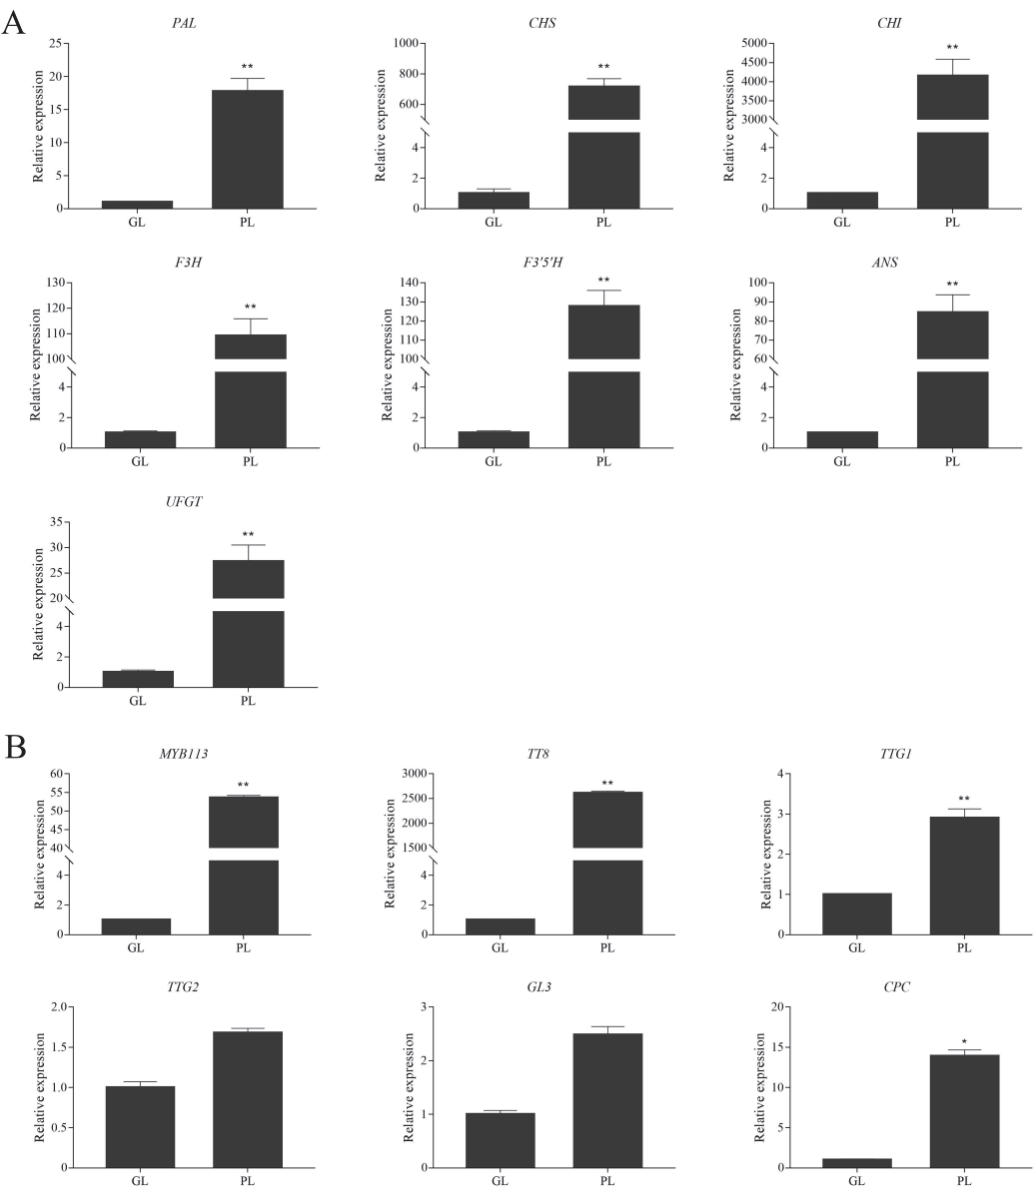 A
PAL
CHS
CHI
25
20
15
10
5
0
Relative expression
**
GL
PL
1000
800
600
4
2
0
Relative expression
**
GL
PL
5000
4500
4000
3500
3000
4
2
0
Relative expression
**
GL
PL
F3H
F3'5'H
ANS
130
120
110
100
4
2
0
Relative expression
**
GL
PL
140
130
120
110
100
4
2
0
Relative expression
**
GL
PL
100
90
80
70
60
4
2
0
Relative expression
**
GL
PL
UFGT
35
30
25
20
4
2
0
Relative expression
**
GL
PL
B
MYB113
TT8
TTG1
60
55
50
45
40
4
2
0
Relative expression
**
GL
PL
3000
2500
2000
1500
4
2
0
Relative expression
**
GL
PL
4
3
2
1
0
Relative expression
**
GL
PL
TTG2
GL3
CPC
2.0
1.5
1.0
0.5
0
Relative expression
GL
PL
3
2
1
0
Relative expression
GL
PL
20
15
10
5
0
Relative expression
*
GL
PL